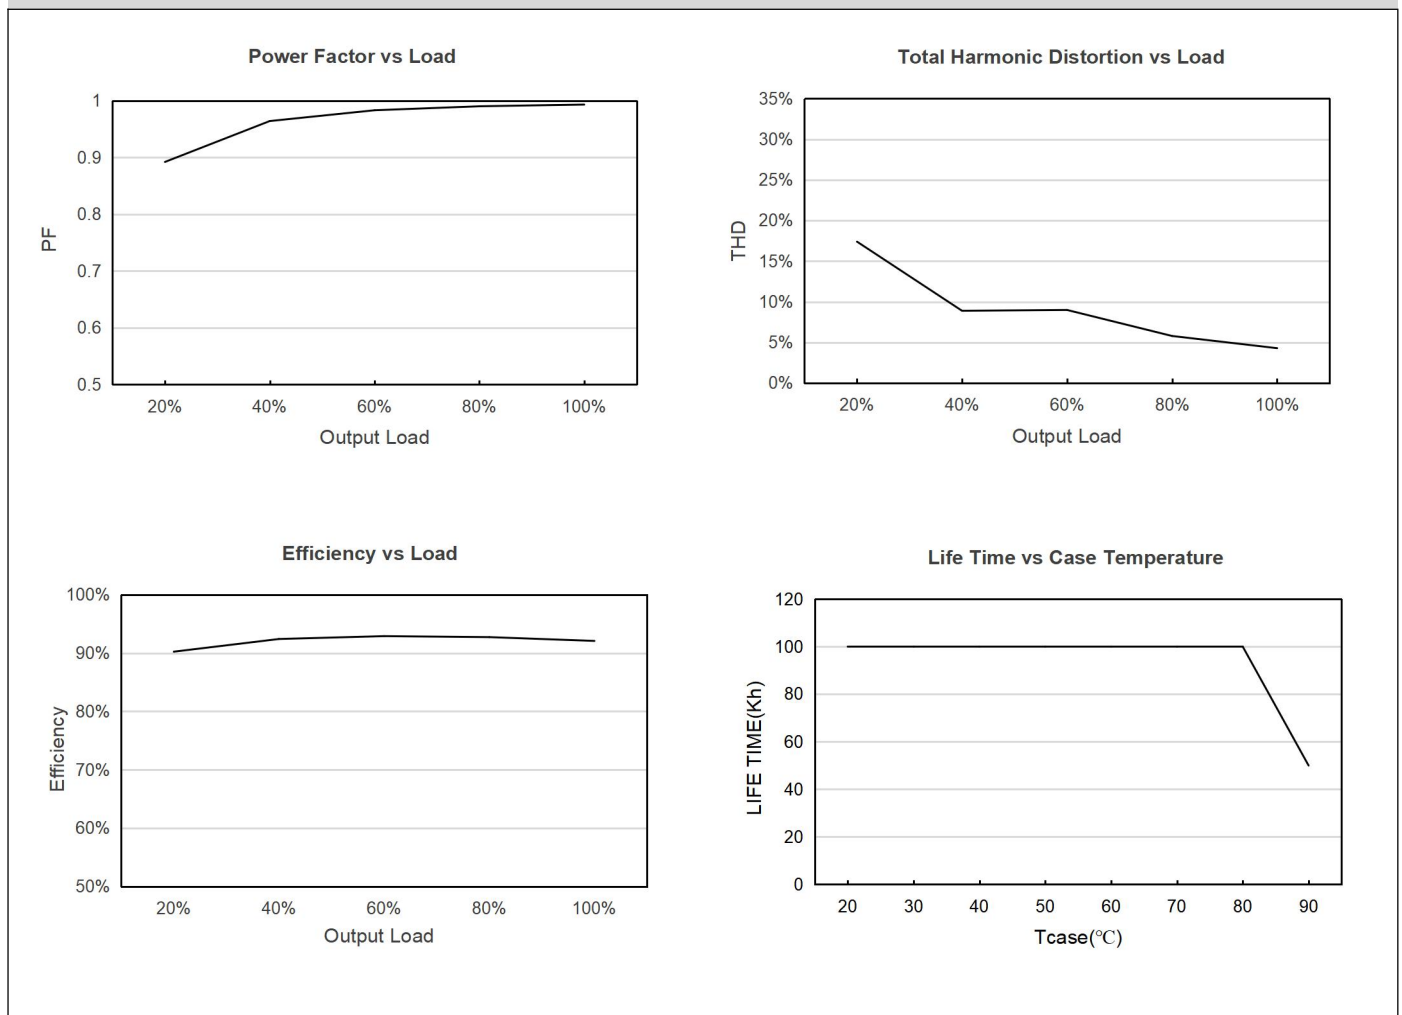 Power Factor vs Load
1
0.9
0.8
0.7
0.6
0.5
PF
20% 40% 60% 80% 100%
Output Load
Total Harmonic Distortion vs Load
35%
30%
25%
20%
15%
10%
5%
0%
THD
20% 40% 60% 80% 100%
Output Load
Efficiency vs Load
100%
90%
80%
70%
60%
50%
Efficiency
20% 40% 60% 80% 100%
Output Load
Life Time vs Case Temperature
120
100
80
60
40
20
0
LIFE TIME(Kh)
20 30 40 50 60 70 80 90
Tcase(℃)